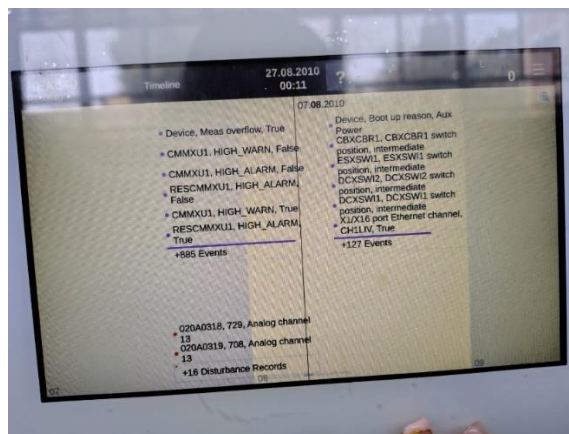 Timeline
27.08.2010
00:11
?
0
07.08.2010
Device, Meas overflow, True
CMMXU1, HIGH_WARN, False
CMMXU1, HIGH_ALARM, False
RESCMMXU1, HIGH_ALARM,
False
CMMXU1, HIGH_WARN, True
RESCMMXU1, HIGH_ALARM,
True
+885 Events
Device, Boot up reason, Aux
Power
CBXCBR1, CBXCBR1 switch
position, intermediate
ESXSWI1, ESXSWI1 switch
position, intermediate
DCXSWI2, DCXSWI2 switch
position, intermediate
DCXSWI1, DCXSWI1 switch
position, intermediate
X1/X16 port Ethernet channel,
CH1LIV, True
+127 Events
020A0318, 729, Analog channel
13
020A0319, 708, Analog channel
13
+16 Disturbance Records
07
08
09